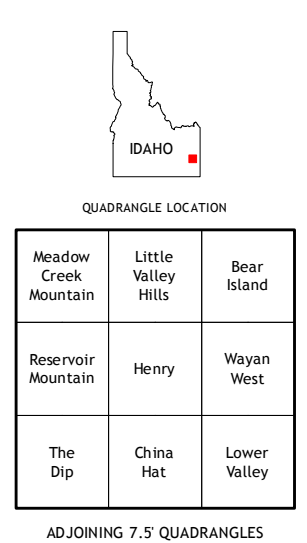 IDAHO
QUADRANGLE LOCATION
Meadow
Creek
Mountain
Little
Valley
Hills
Bear
Island
Reservoir
Mountain
Henry
Wayan
West
The
Dip
China
Hat
Lower
Valley
ADJOINING 7.5' QUADRANGLES